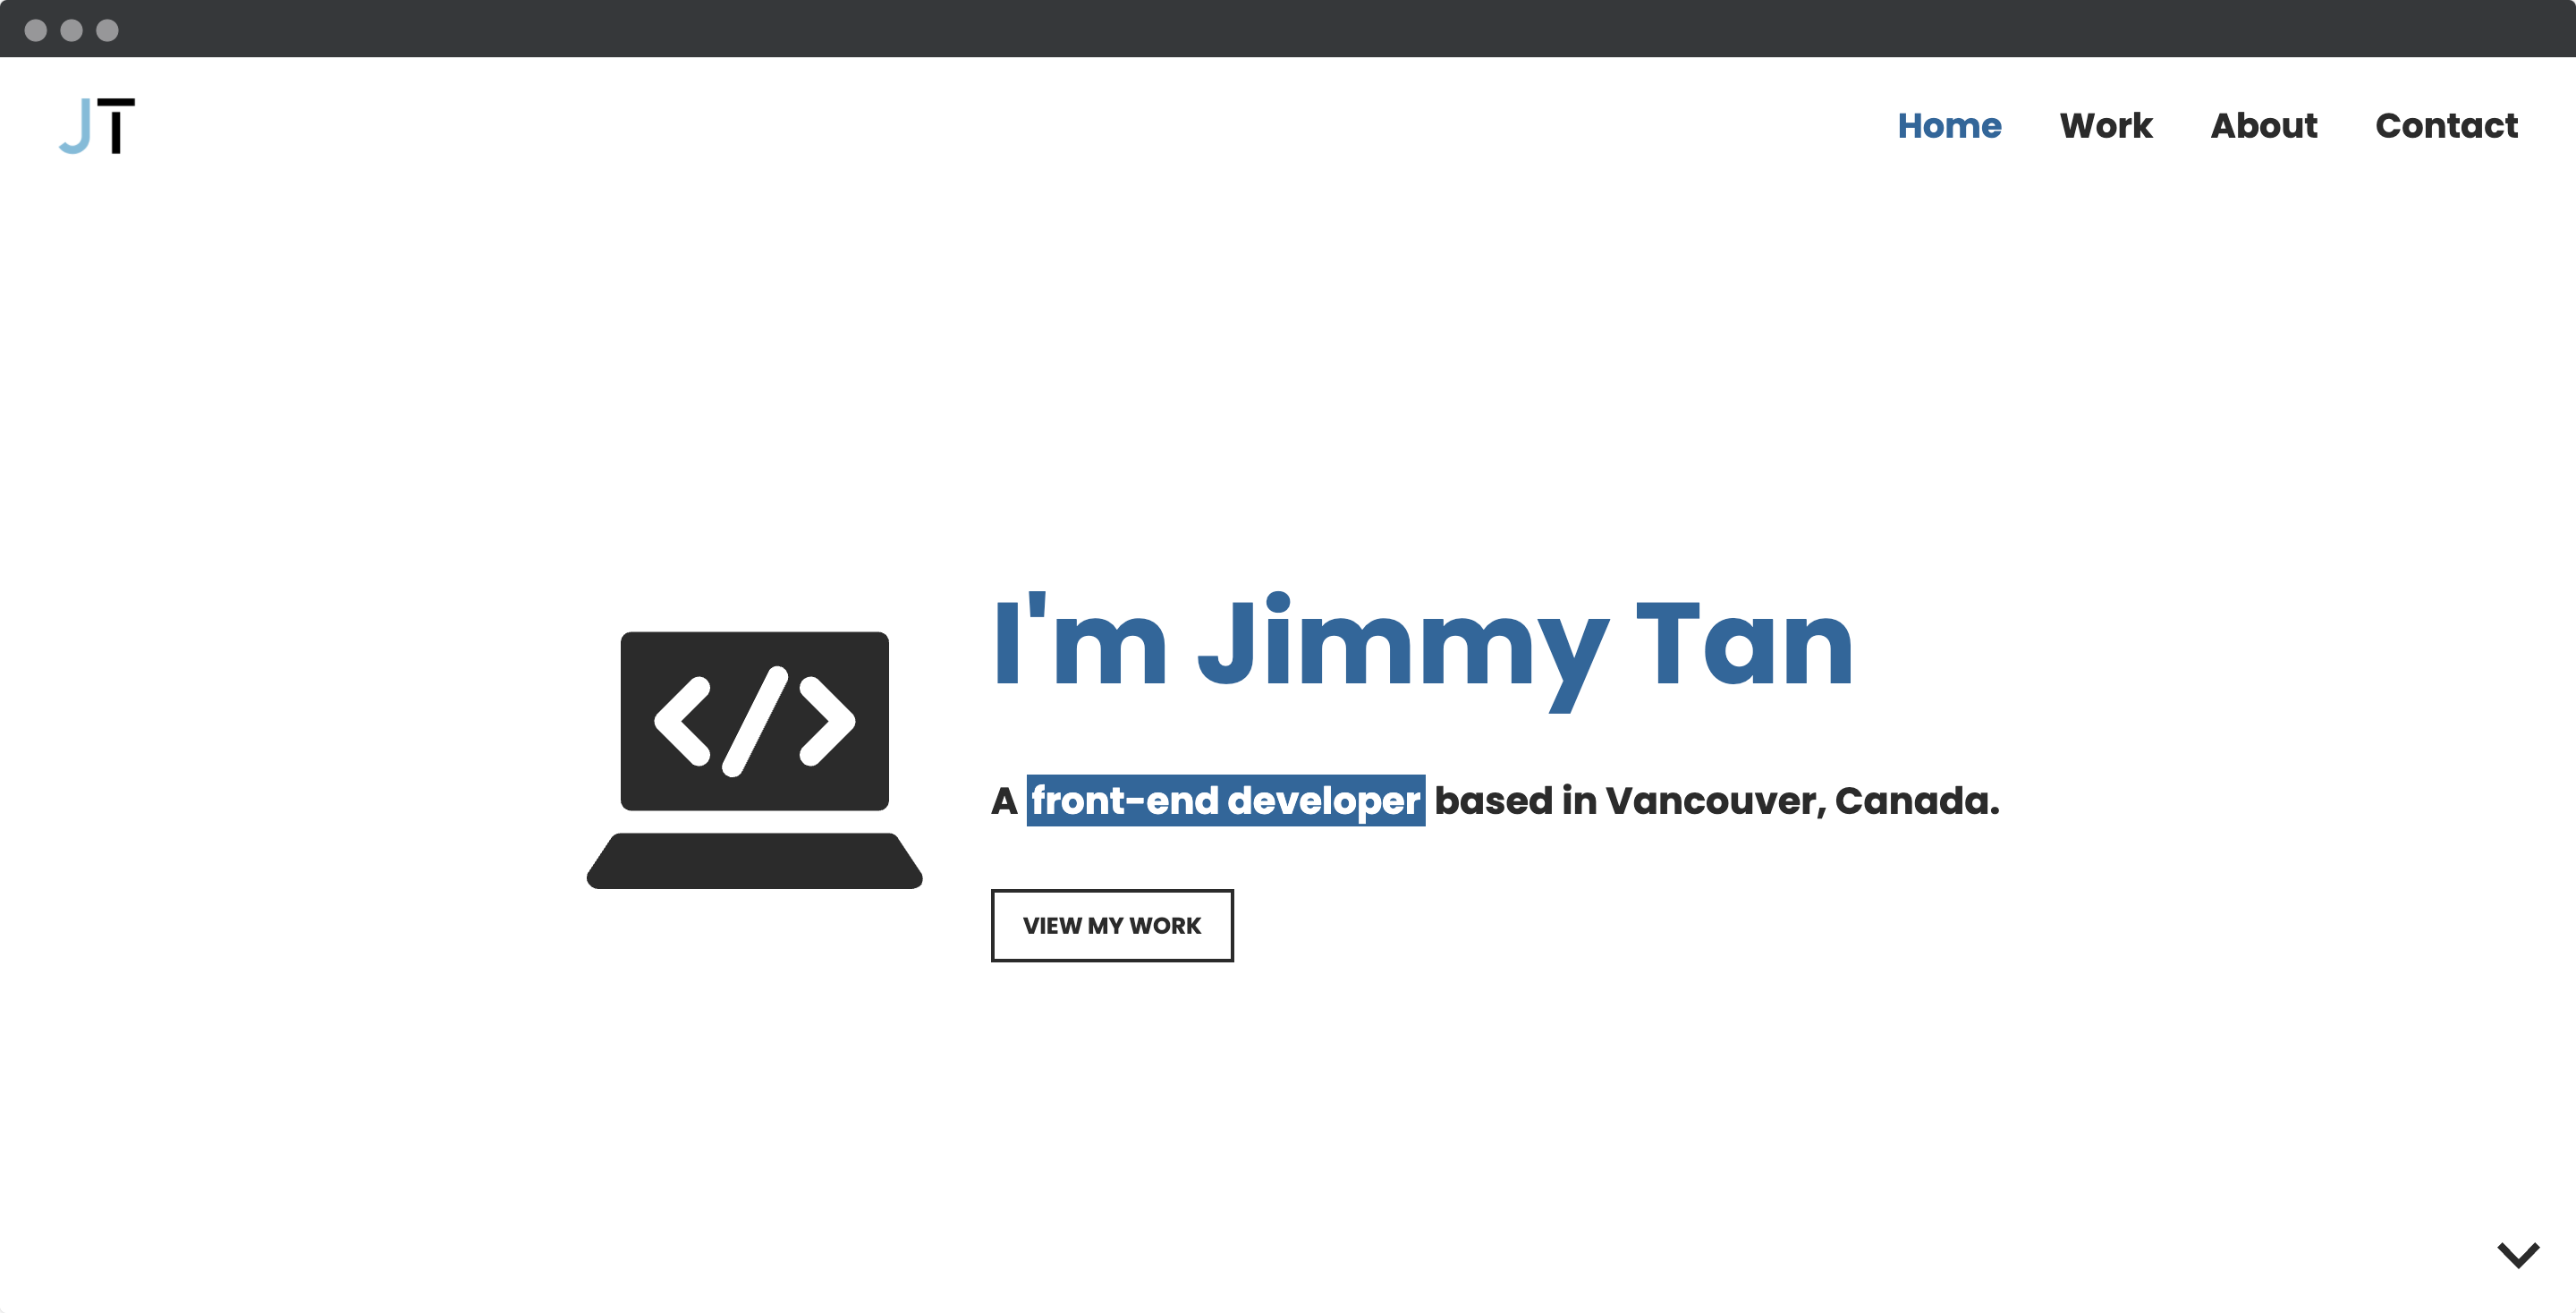 JT
Home Work About Contact
</>
I'm Jimmy Tan
A front-end developer based in Vancouver, Canada.
VIEW MY WORK